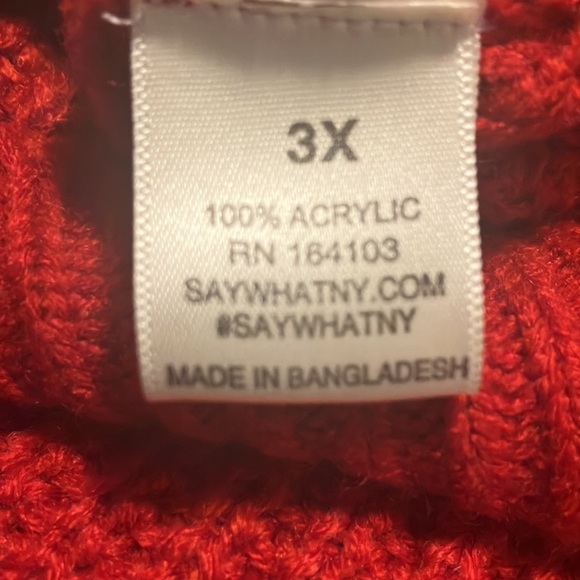 3X
100% ACRYLIC
RN 164103
SAYWHATNY.COM
#SAYWHATNY
MADE IN BANGLADESH